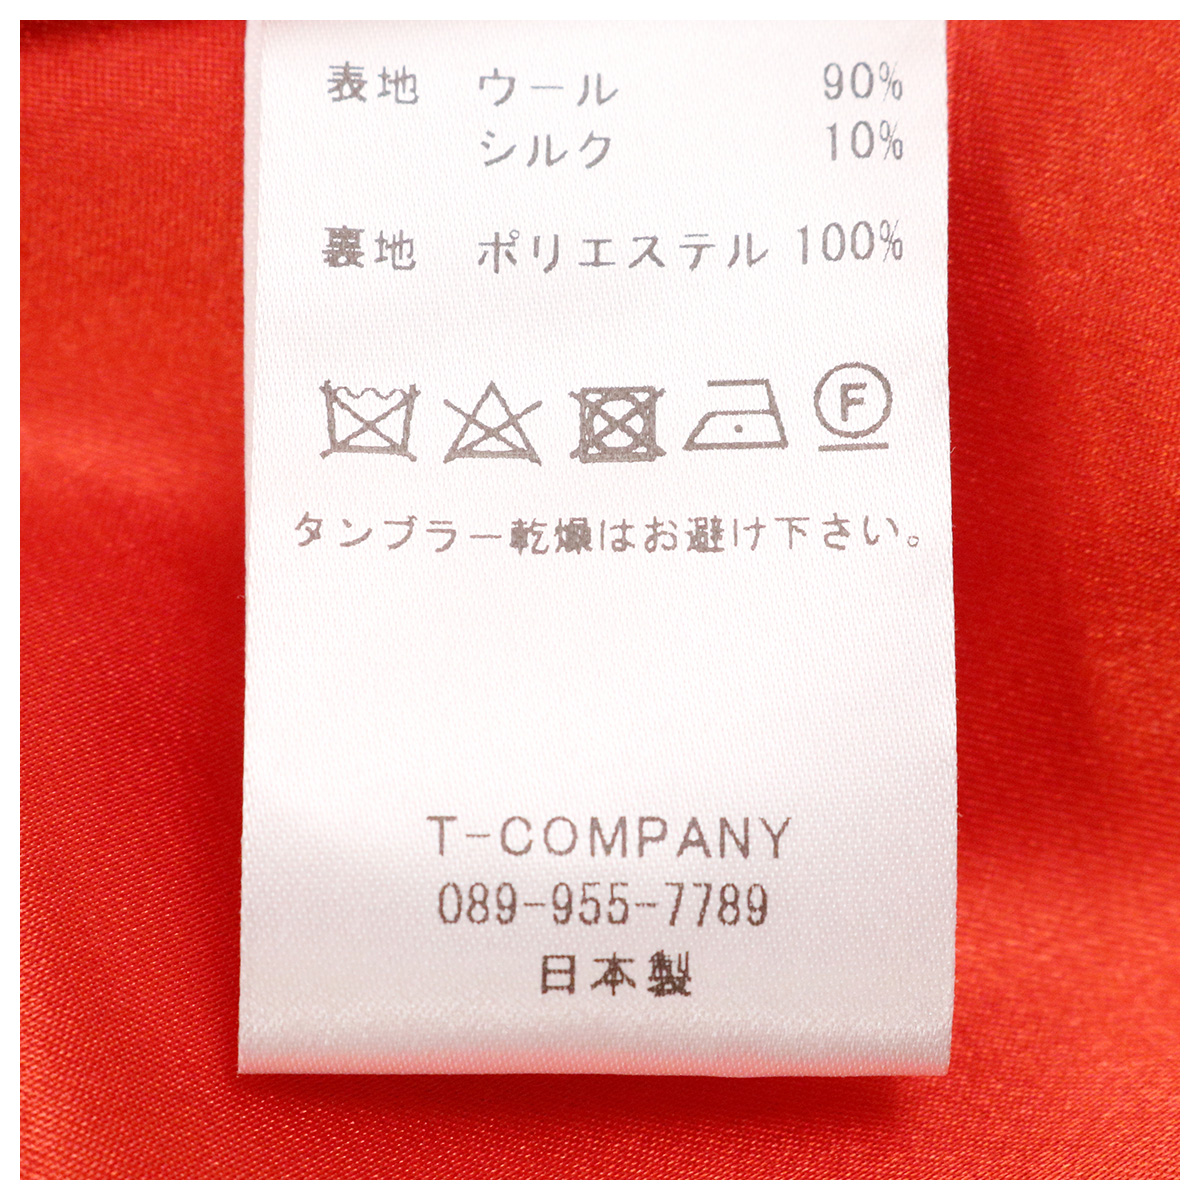 表地 ウール 90%
シルク 10%
裏地 ポリエステル 100%
F
タンブラー乾燥はお避け下さい。
T-COMPANY
089-955-7789
日本製